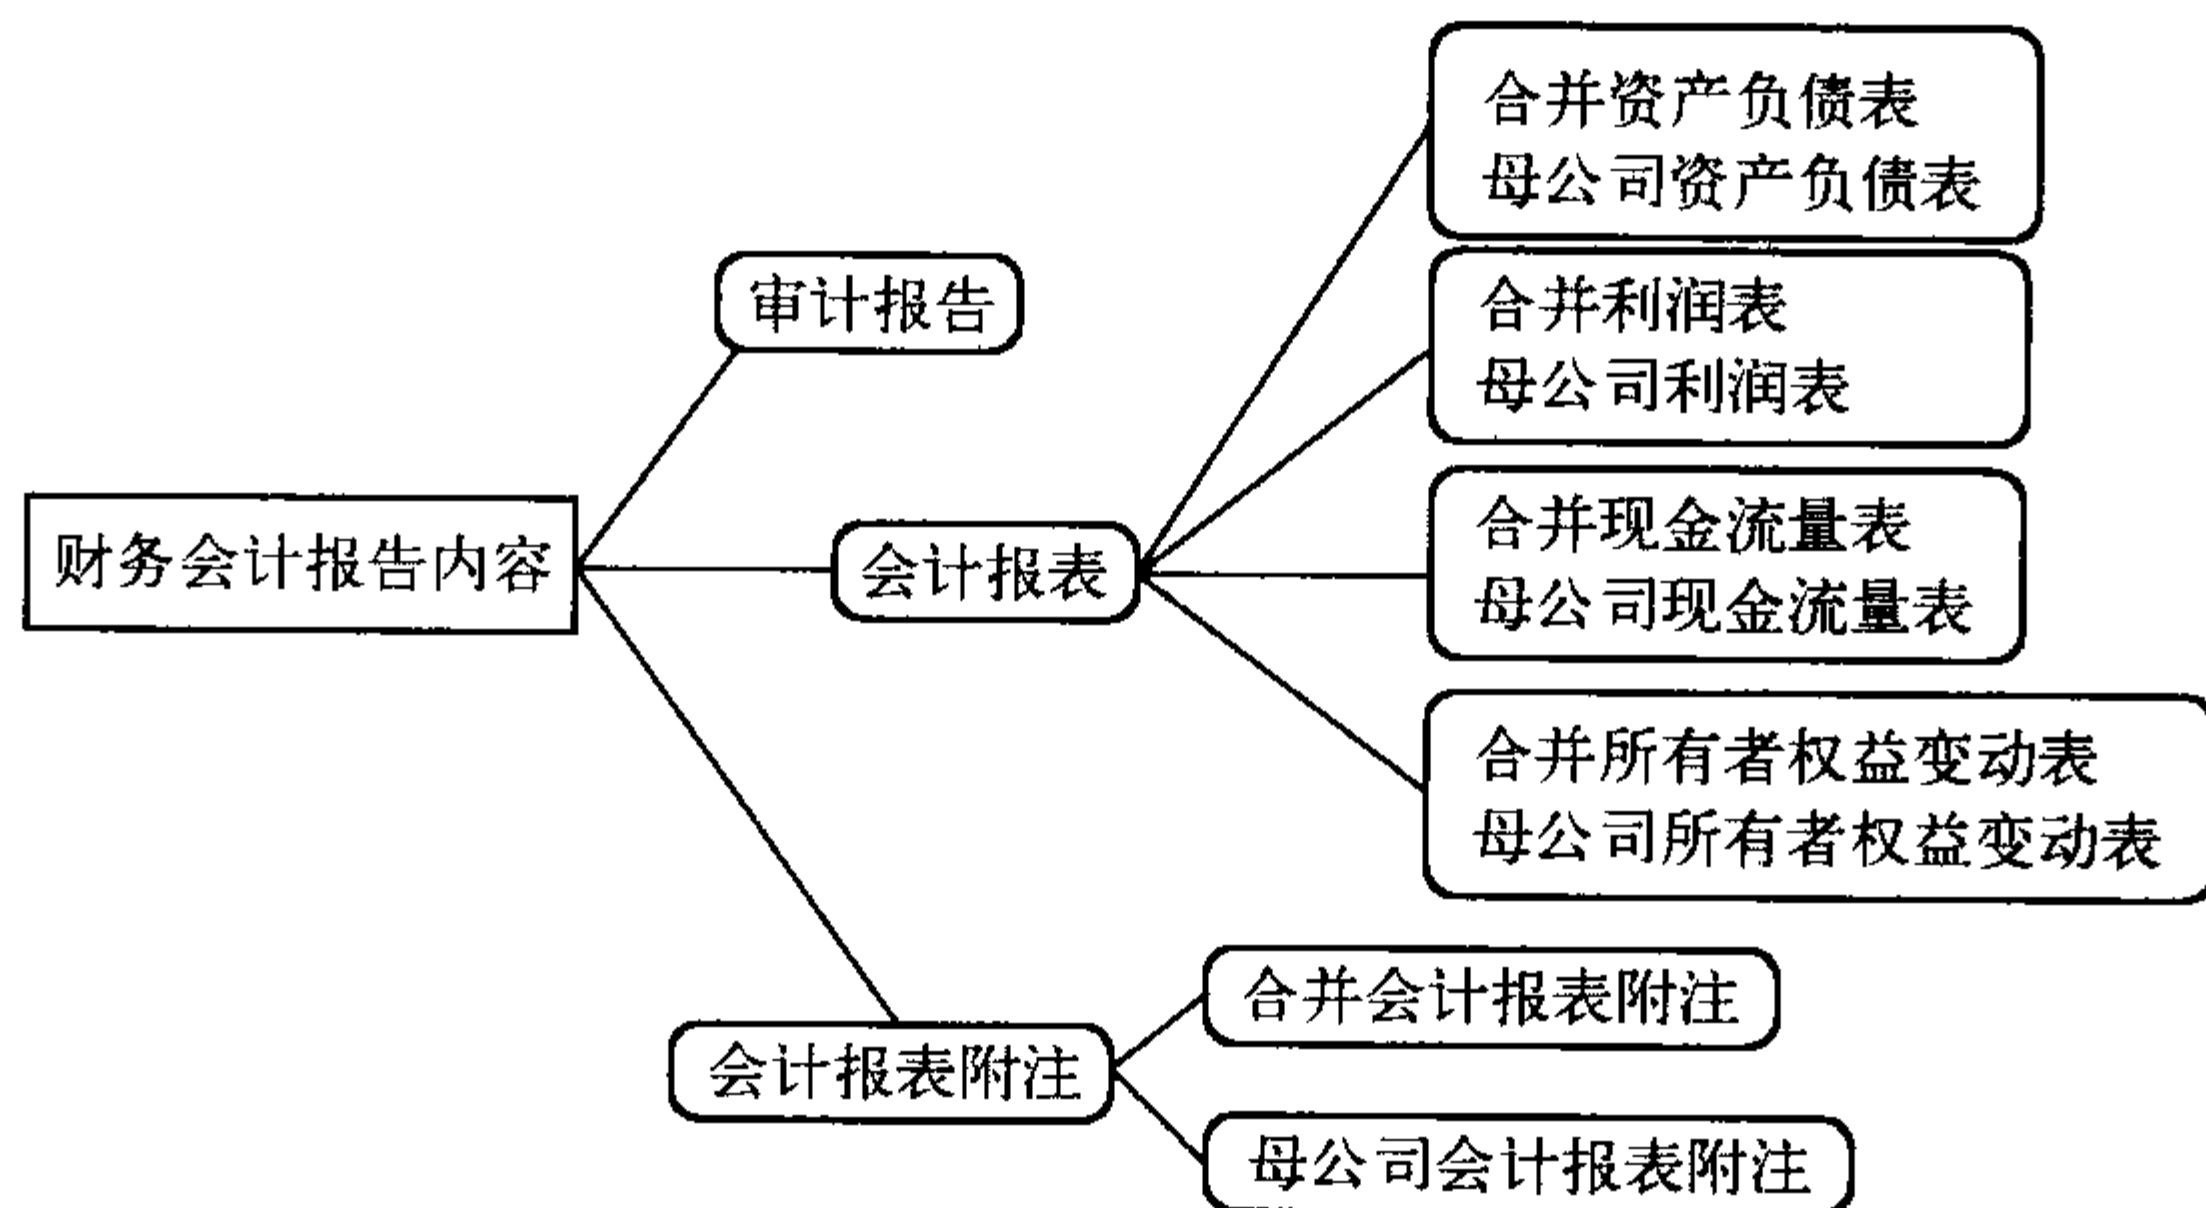 财务会计报告内容
审计报告
会计报表
合并资产负债表
母公司资产负债表
合并利润表
母公司利润表
合并现金流量表
母公司现金流量表
合并所有者权益变动表
母公司所有者权益变动表
会计报表附注
合并会计报表附注
母公司会计报表附注